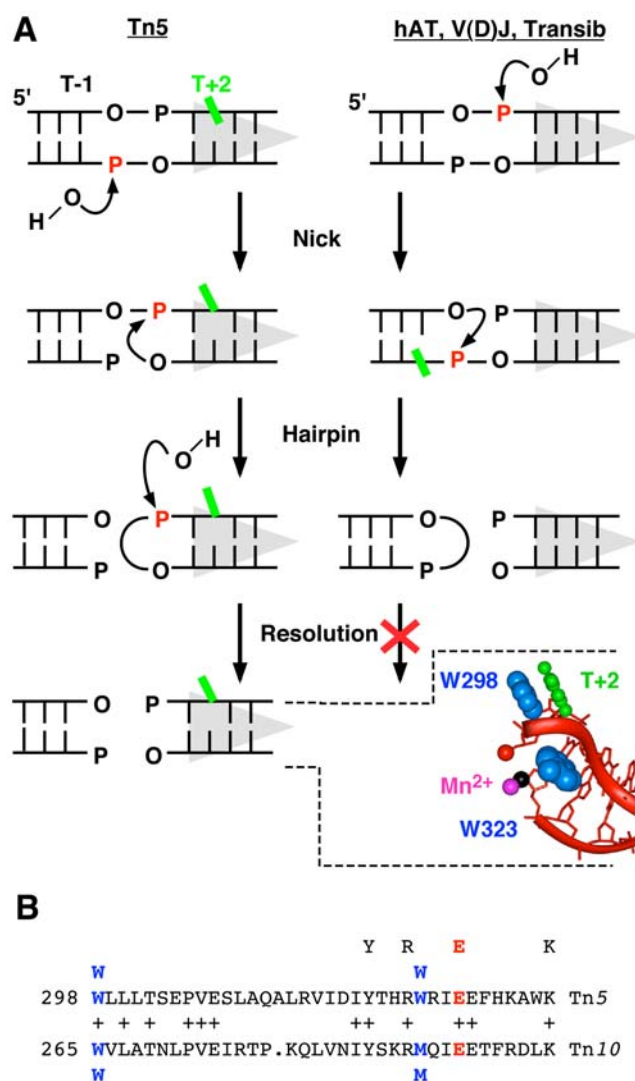 A
Tn5 hAT, V(D)J, Transib
O H
5' T-1 O P T+2 5' O P
P O P O
H O
Nick
O P O P
P O P O
Hairpin
O H
O P O P
P O P O
Resolution
O P
P O
W298 T+2
Mn2+
W323
B
Y R E K
W W
298 WLLLTSEPVESLAQALRVIDIYTHRWRIEEFHKAWK Tn5
+ + + +++ ++ + ++ +
265 WVLATNLPVEIRTP.KQLVNIYSKRMQIEETFRDLK Tn10
W M